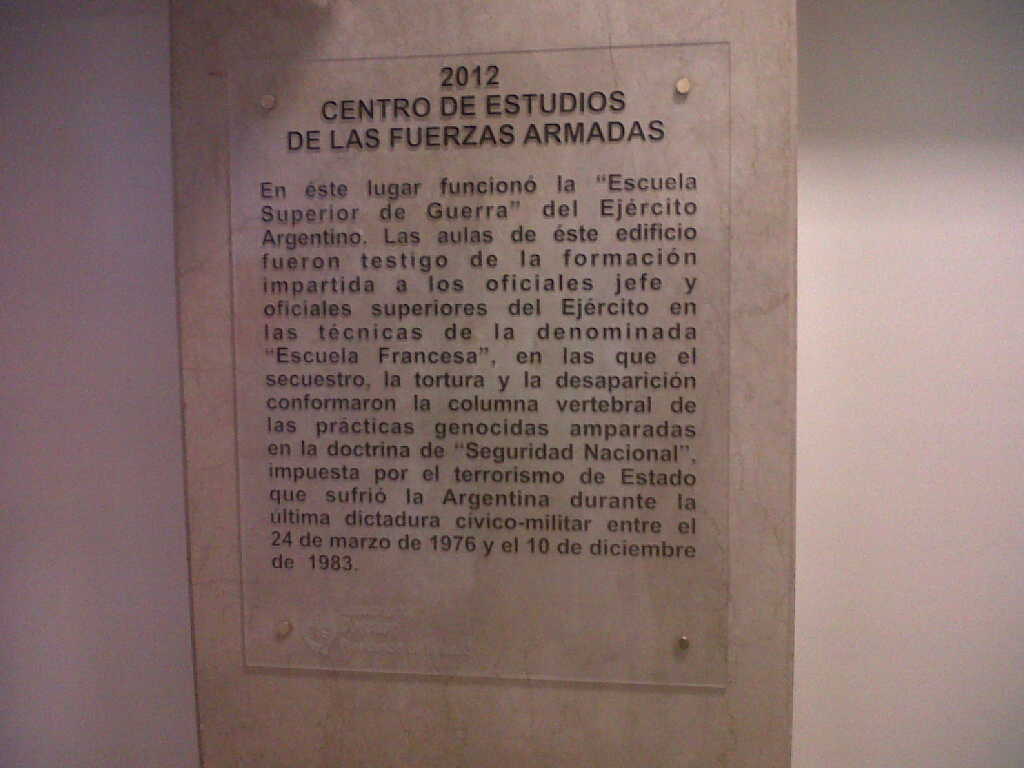 2012
CENTRO DE ESTUDIOS
DE LAS FUERZAS ARMADAS
En éste lugar funcionó la “Escuela
Superior de Guerra” del Ejército
Argentino. Las aulas de éste edificio
fueron testigo de la formación
impartida a los oficiales jefe y
oficiales superiores del Ejército en
las técnicas de la denominada
“Escuela Francesa”, en las que el
secuestro, la tortura y la desaparición
conformaron la columna vertebral de
las prácticas genocidas amparadas
en la doctrina de “Seguridad Nacional”,
impuesta por el terrorismo de Estado
que sufrió la Argentina durante la
última dictadura cívico-militar entre el
24 de marzo de 1976 y el 10 de diciembre
de 1983.